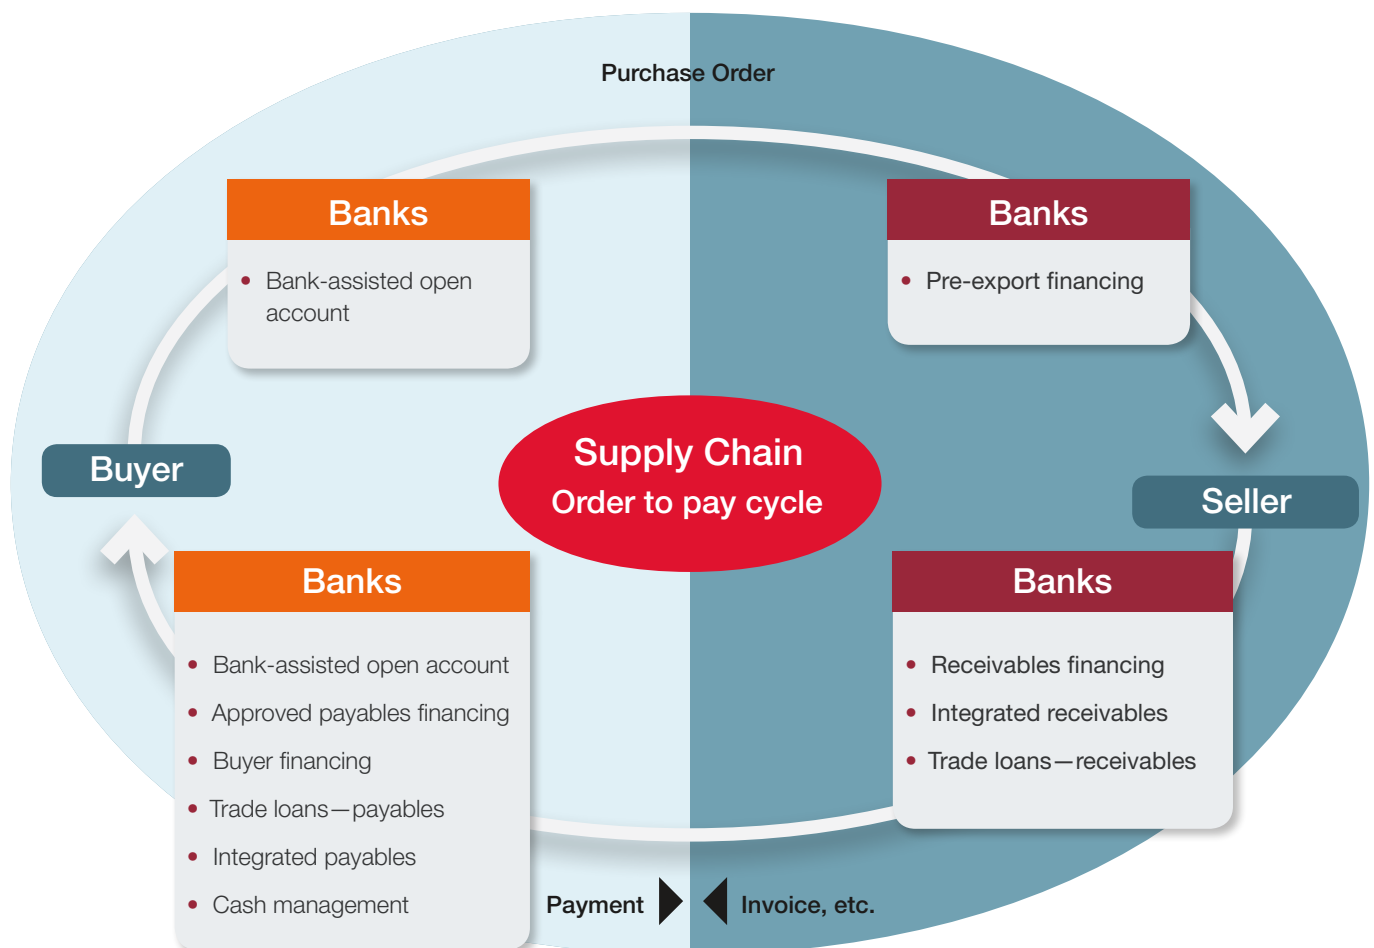 Purchase Order
Banks
• Bank-assisted open
account
Banks
• Pre-export financing
Buyer
Supply Chain
Order to pay cycle
Seller
Banks
• Bank-assisted open account
• Approved payables financing
• Buyer financing
• Trade loans—payables
• Integrated payables
• Cash management
Banks
• Receivables financing
• Integrated receivables
• Trade loans—receivables
Payment
Invoice, etc.